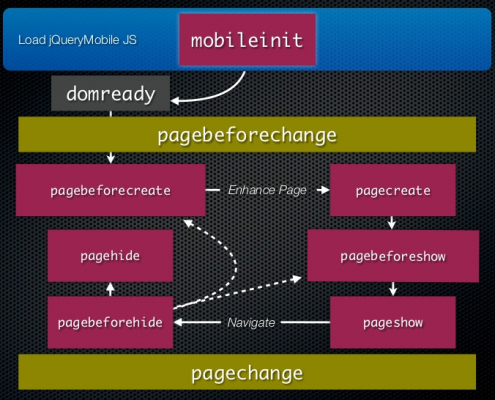 Load jQueryMobile JS
mobileinit
domready
pagebeforechange
pagebeforecreate
Enhance Page
pagecreate
pagehide
pagebeforeshow
pagebeforehide
Navigate
pageshow
pagechange